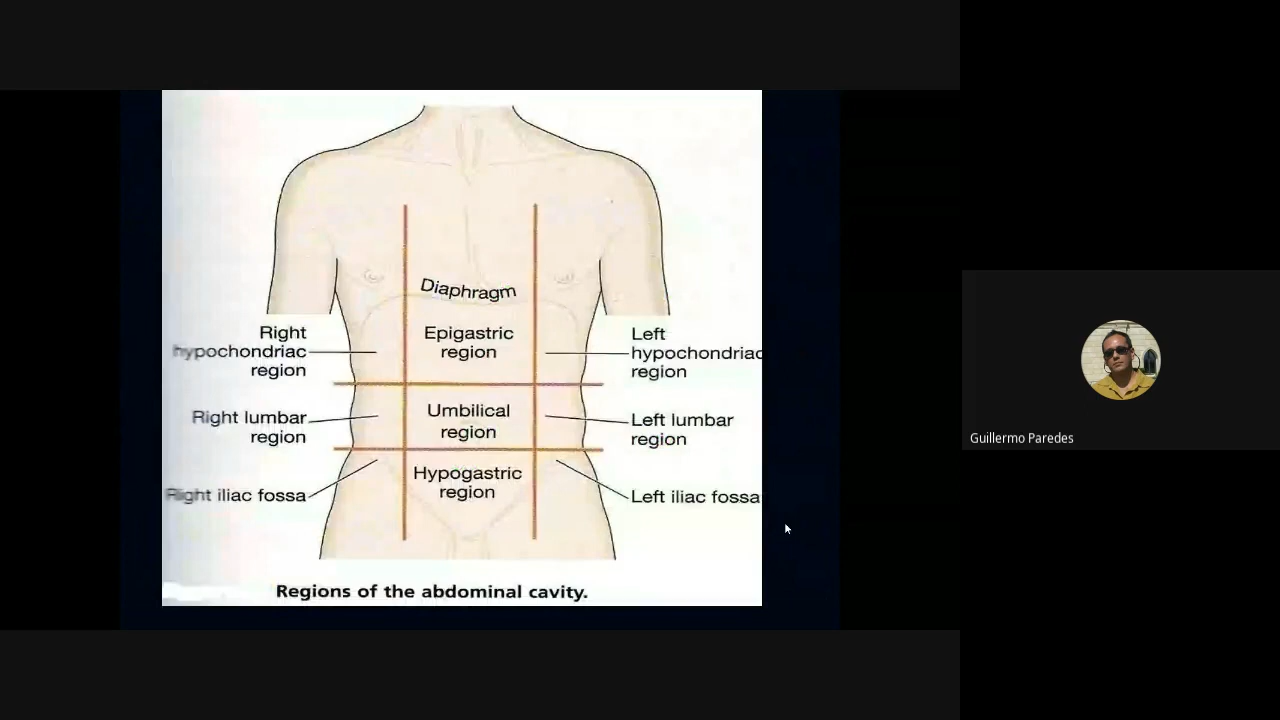 Diaphragm
Right
hypochondriac
region
Epigastric
region
Left
hypochondriac
region
Right lumbar
region
Umbilical
region
Left lumbar
region
Right iliac fossa
Hypogastric
region
Left iliac fossa
Regions of the abdominal cavity.
Guillermo Paredes